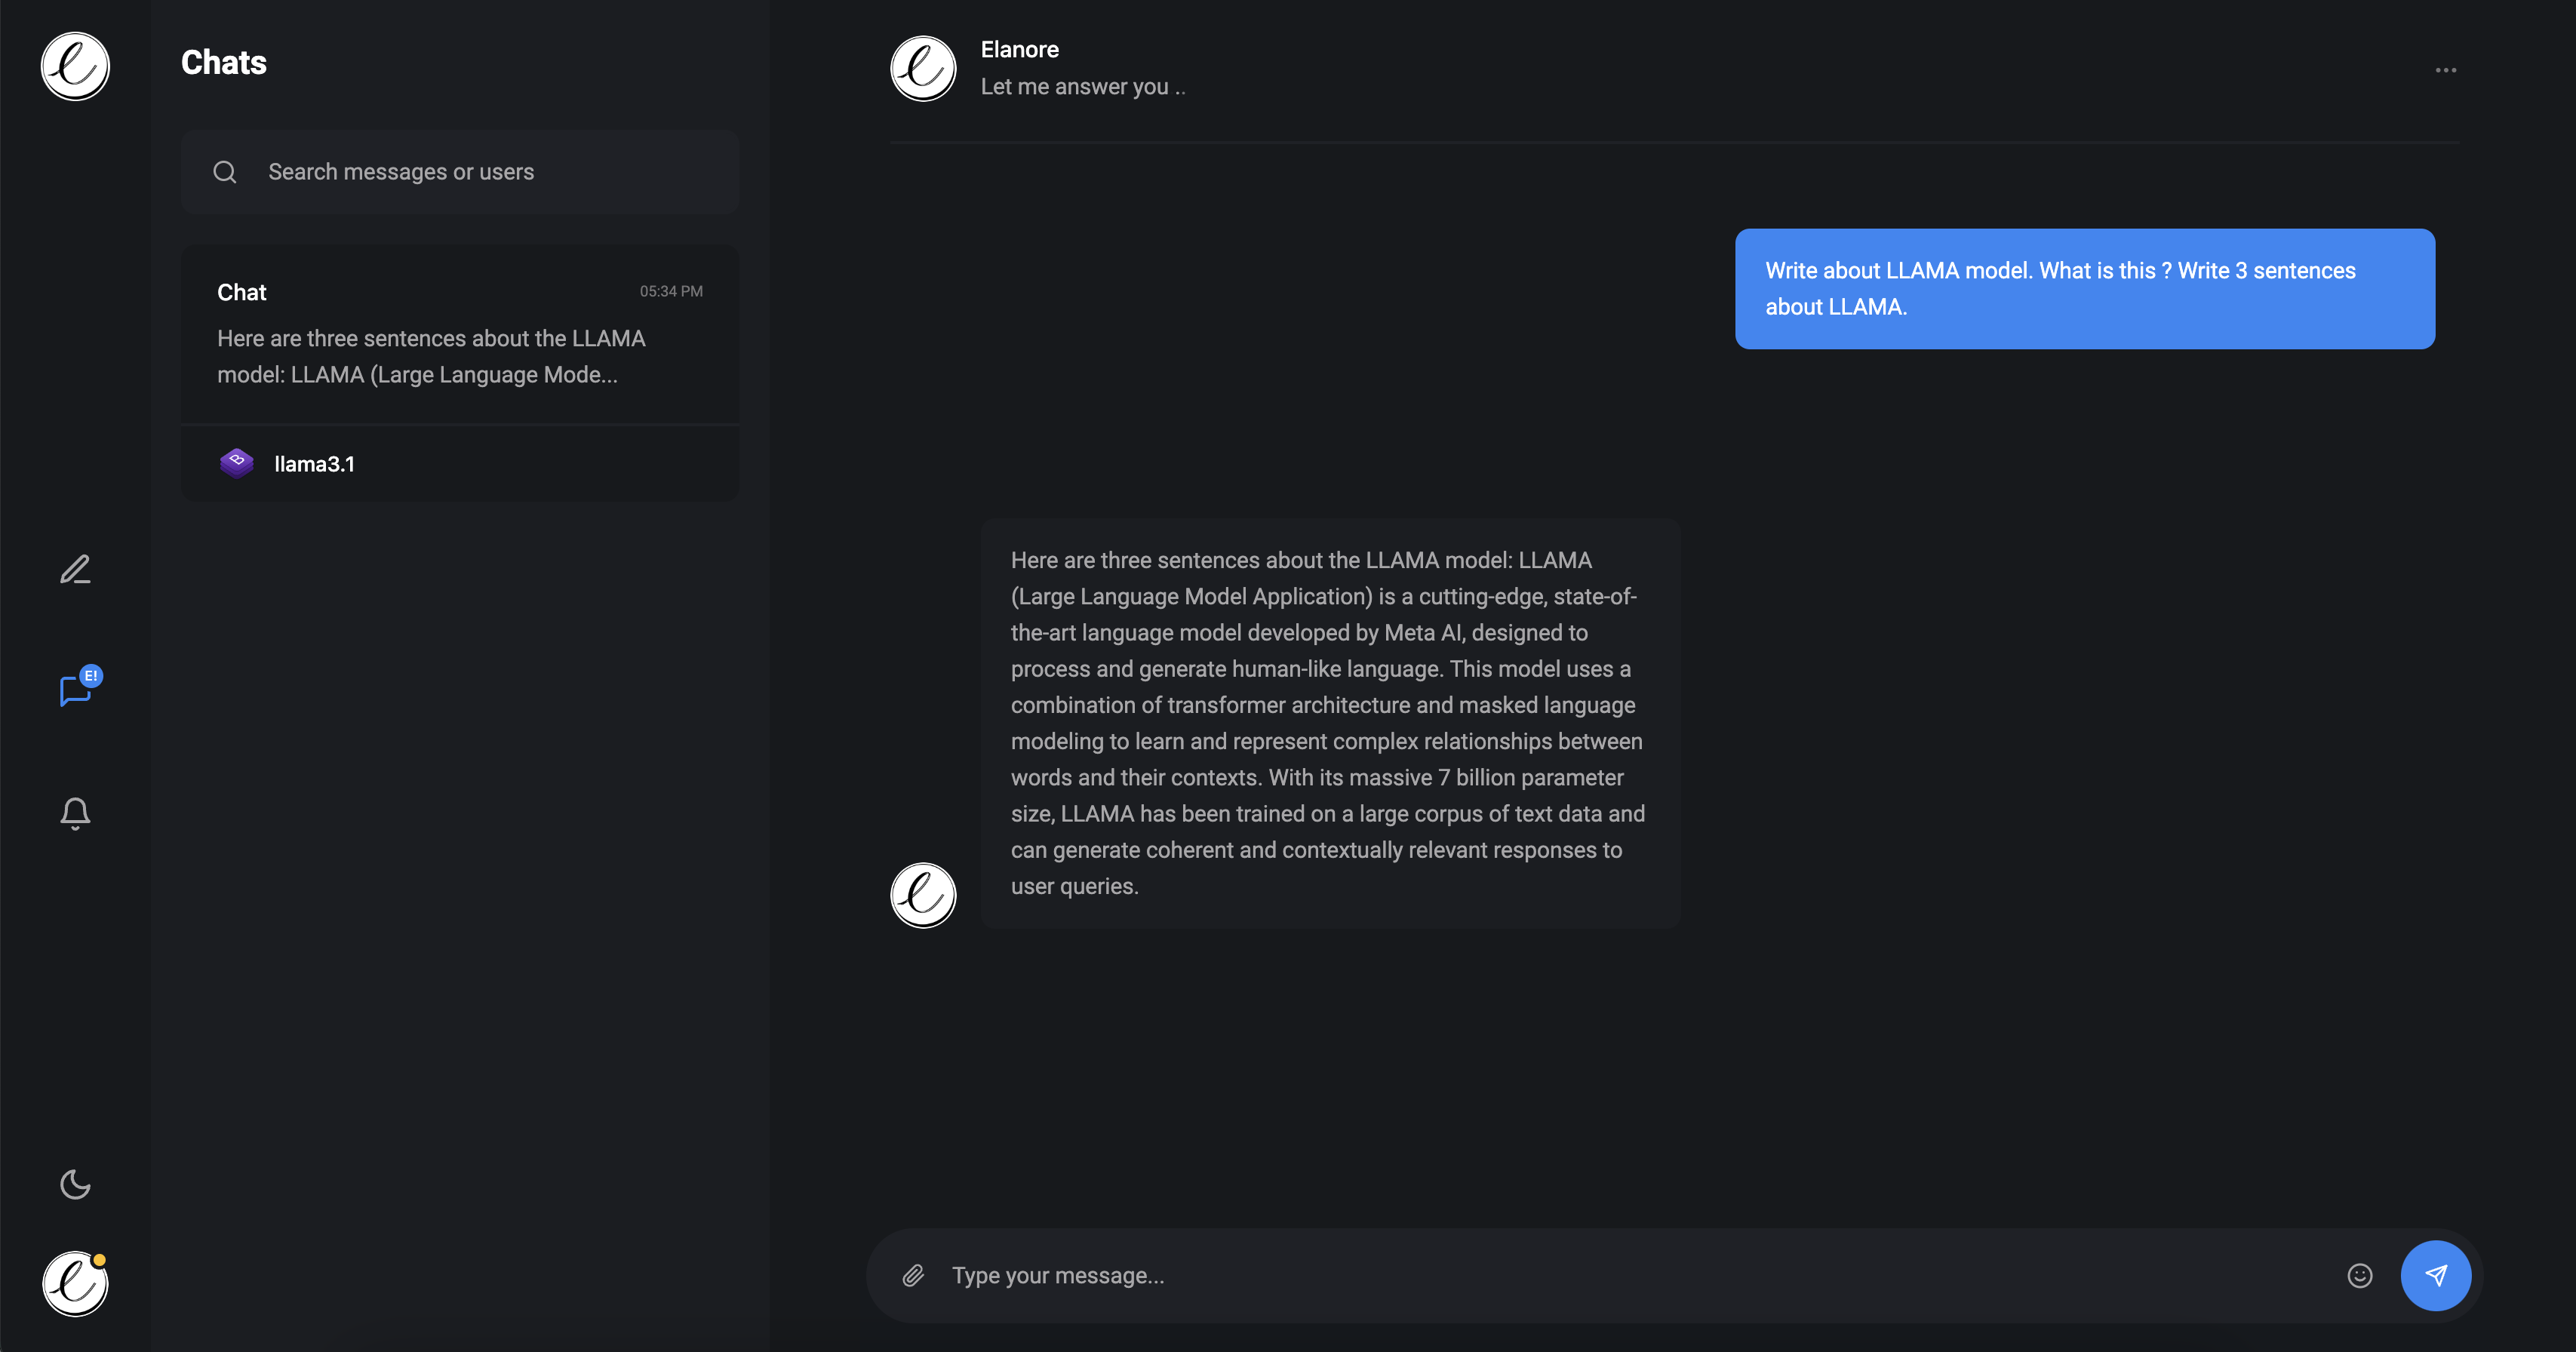 Chats
Search messages or users
Chat
05:34 PM
Here are three sentences about the LLAMA
model: LLAMA (Large Language Mode...
B
llama3.1
E!
Elanore
Let me answer you ..
Write about LLAMA model. What is this ? Write 3 sentences
about LLAMA.
Here are three sentences about the LLAMA model: LLAMA
(Large Language Model Application) is a cutting-edge, state-of-
the-art language model developed by Meta AI, designed to
process and generate human-like language. This model uses a
combination of transformer architecture and masked language
modeling to learn and represent complex relationships between
words and their contexts. With its massive 7 billion parameter
size, LLAMA has been trained on a large corpus of text data and
can generate coherent and contextually relevant responses to
user queries.
Type your message...